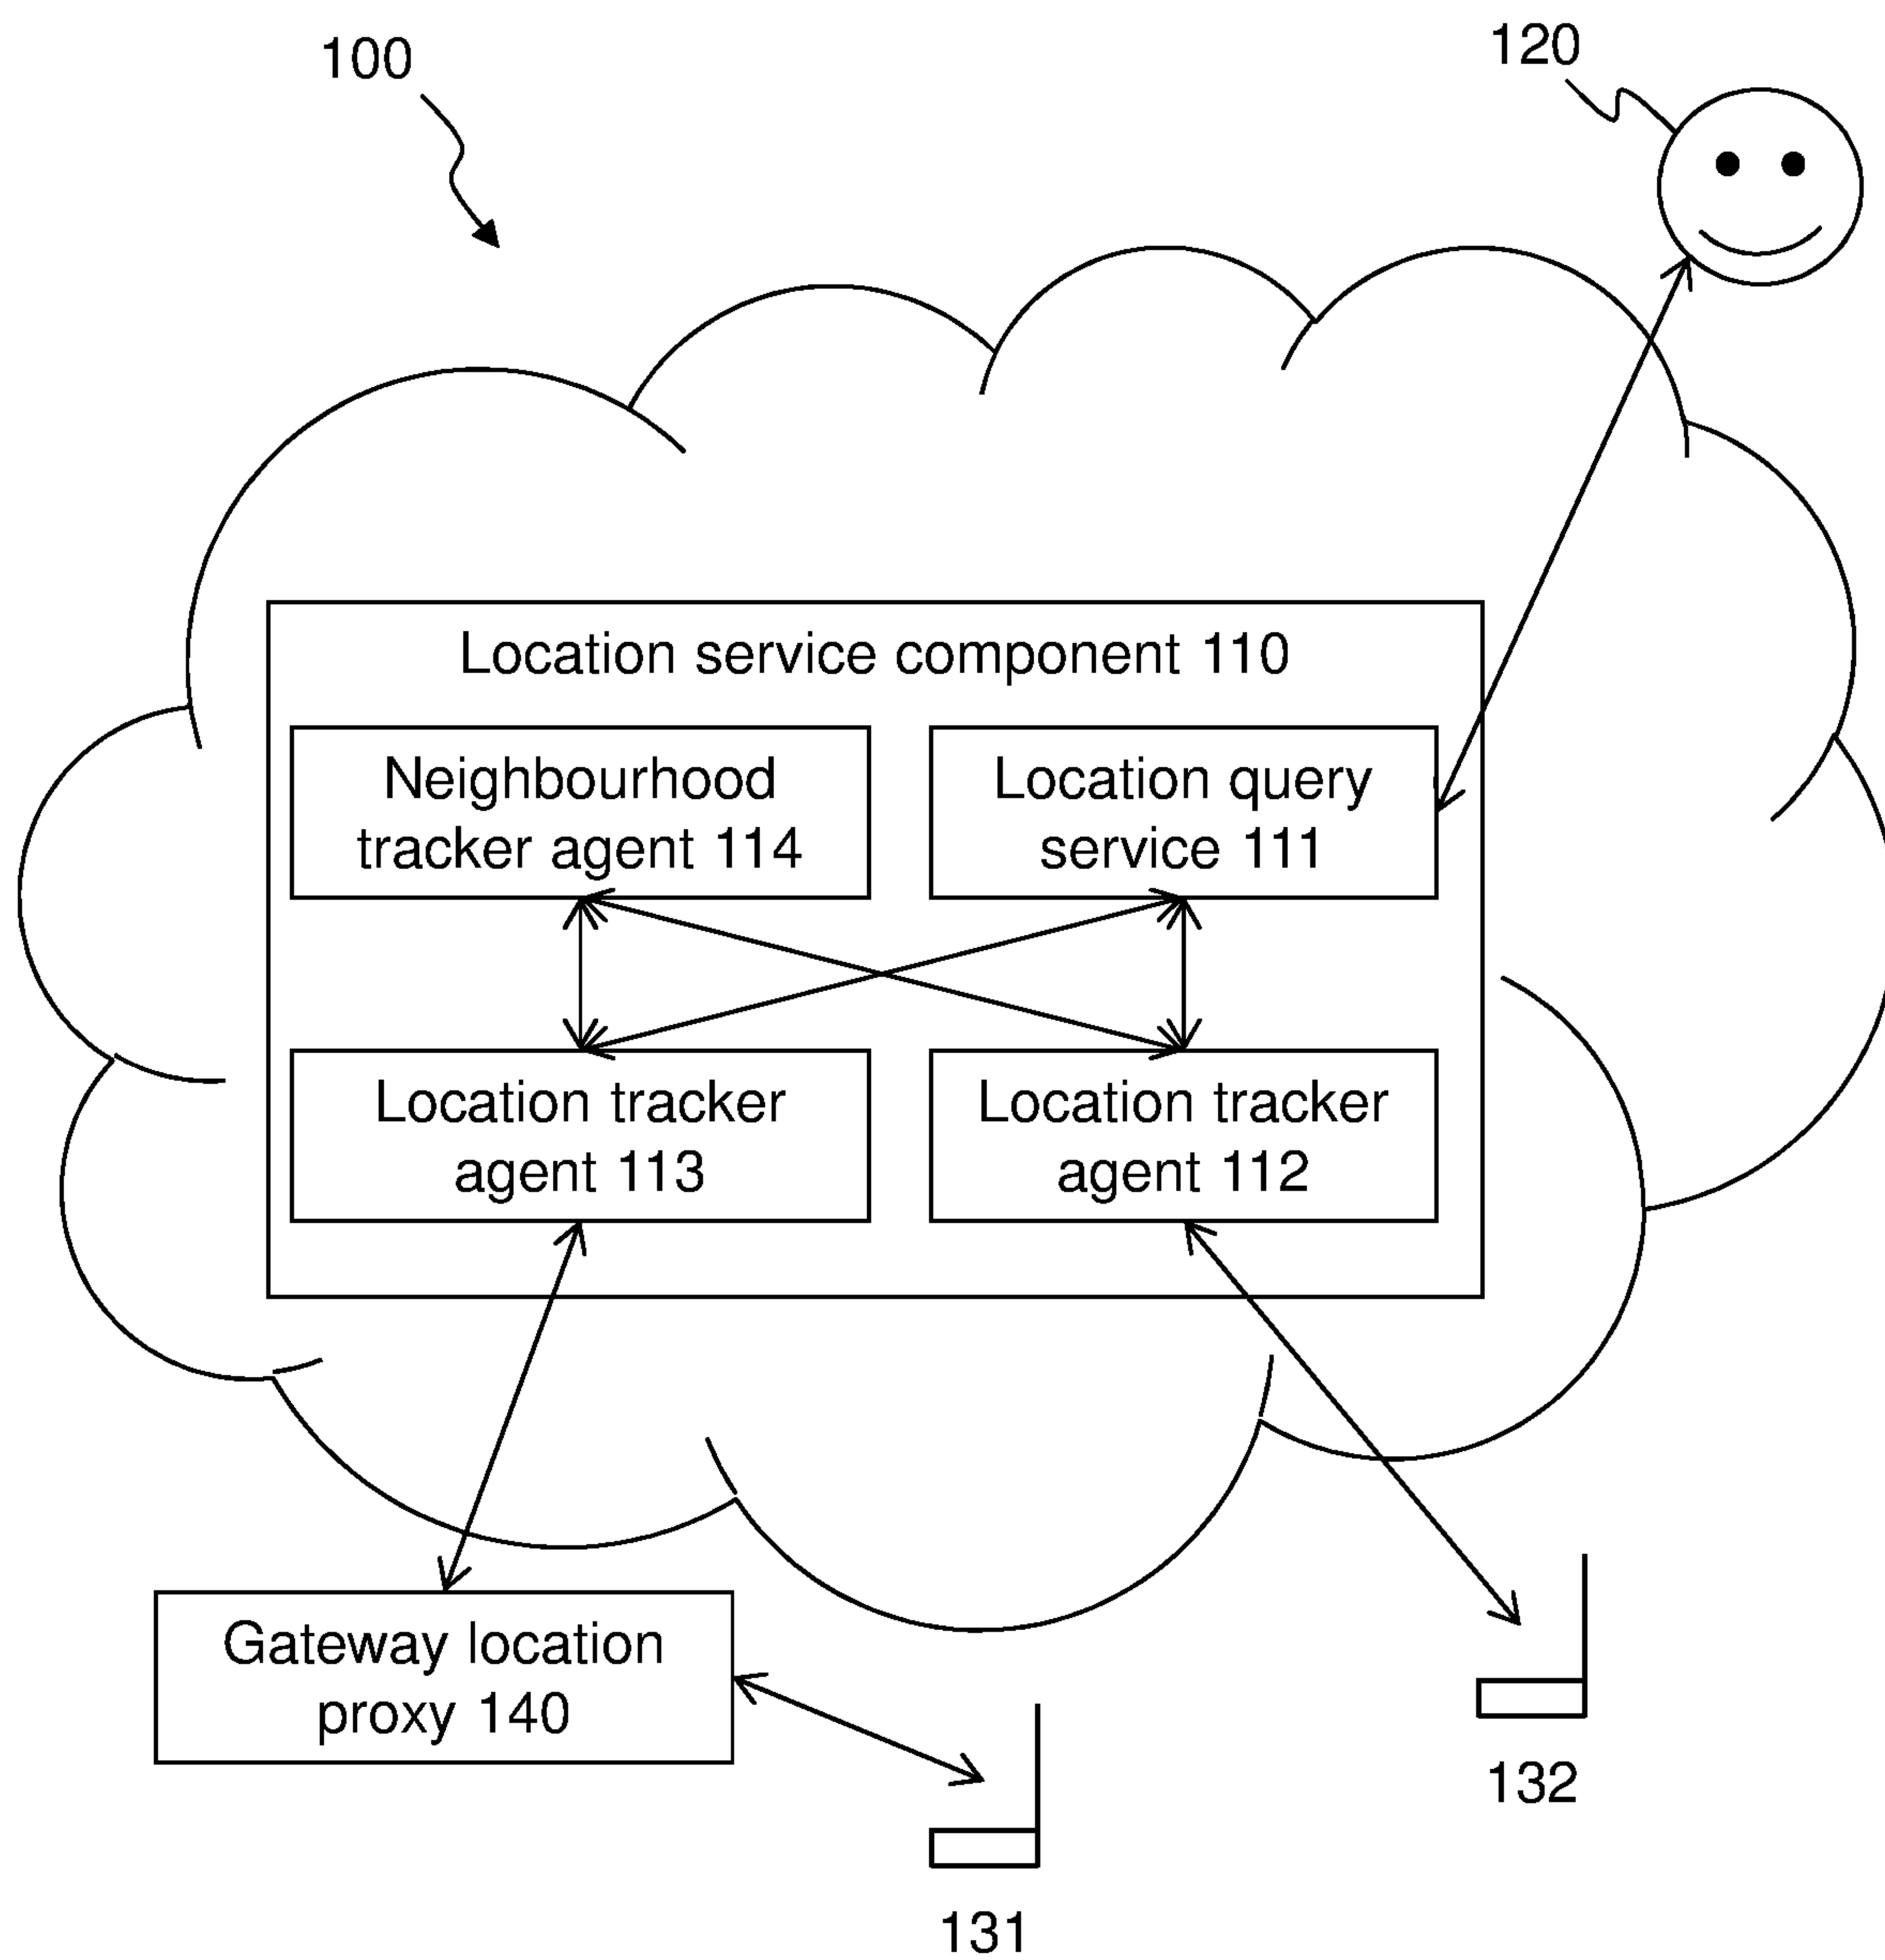 100
120
Location service component 110
Neighbourhood
tracker agent 114
Location query
service 111
Location tracker
agent 113
Location tracker
agent 112
Gateway location
proxy 140
132
131